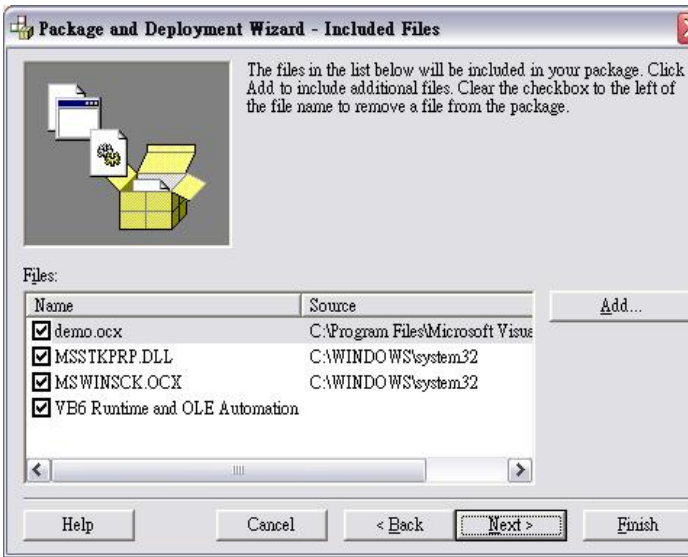 Package and Deployment Wizard - Included Files
The files in the list below will be included in your package. Click
Add to include additional files. Clear the checkbox to the left of
the file name to remove a file from the package.
Files:
Name Source
Add...
demo.ocx C:\Program Files\Microsoft Visua
MSSTKPRP.DLL C:\WINDOWS\system32
MSWINSCK.OCX C:\WINDOWS\system32
VB6 Runtime and OLE Automation
Help Cancel < Back Next > Finish